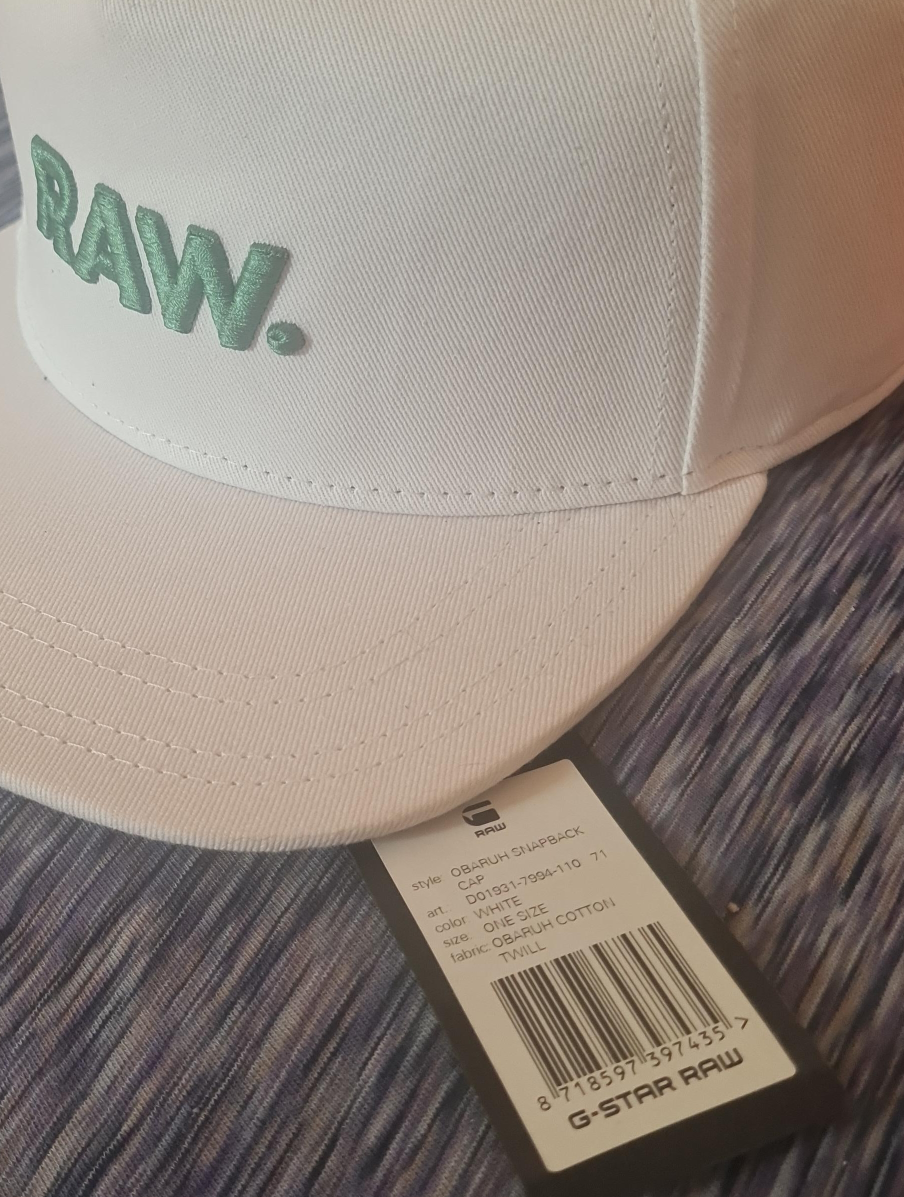 RAW.
RAW
style: OBARUH SNAPBACK
CAP
art.: D01931-7994-110 71
color: WHITE
size: ONE SIZE
fabric: OBARUH COTTON
TWILL
8 718597 397435 >
G-STAR RAW